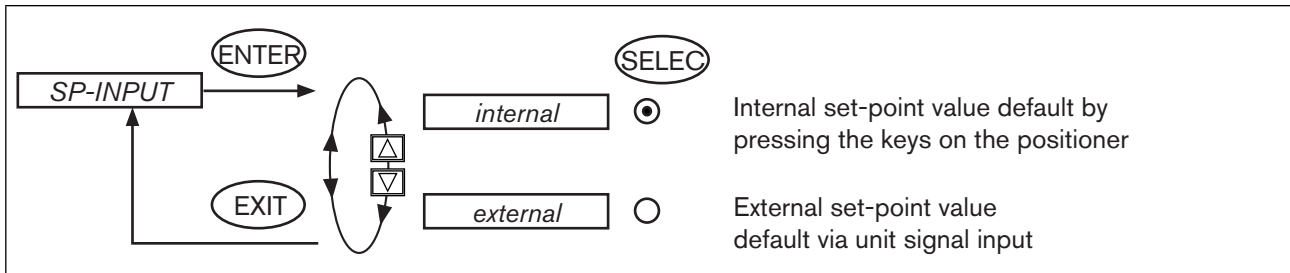 ENTER
SELEC
SP-INPUT
internal
Internal set-point value default by
pressing the keys on the positioner
EXIT
external
External set-point value
default via unit signal input